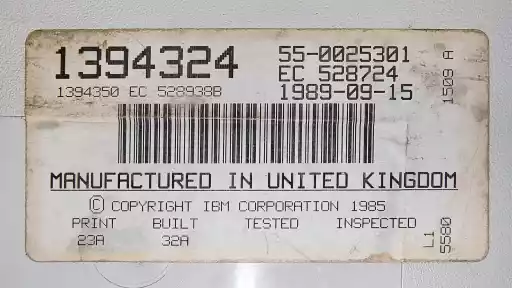 1394324
55-0025301
EC 528724
1394350 EC 528938B
1989-09-15
1509 A
MANUFACTURED IN UNITED KINGDOM
© COPYRIGHT IBM CORPORATION 1985
PRINT BUILT TESTED INSPECTED
23A 32A
L1
5580